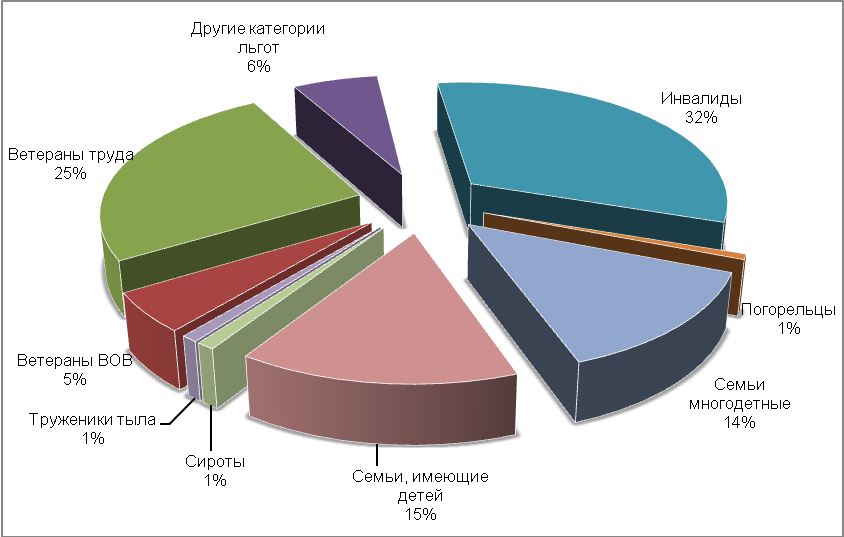 Другие категории
льгот
6%
Инвалиды
32%
Ветераны труда
25%
Погорельцы
1%
Ветераны ВОВ
5%
Семьи
многодетные
14%
Труженики тыла
1%
Сироты
1%
Семьи, имеющие
детей
15%